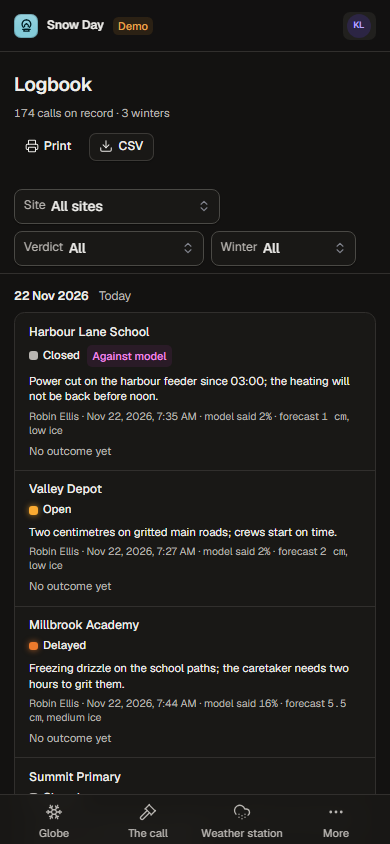 Snow Day Demo KL
Logbook
174 calls on record · 3 winters
Print CSV
Site All sites
Verdict All Winter All
22 Nov 2026 Today
Harbour Lane School
Closed Against model
Power cut on the harbour feeder since 03:00; the heating will
not be back before noon.
Robin Ellis · Nov 22, 2026, 7:35 AM · model said 2% · forecast 1 cm,
low ice
No outcome yet
Valley Depot
Open
Two centimetres on gritted main roads; crews start on time.
Robin Ellis · Nov 22, 2026, 7:27 AM · model said 2% · forecast 2 cm,
low ice
No outcome yet
Millbrook Academy
Delayed
Freezing drizzle on the school paths; the caretaker needs two
hours to grit them.
Robin Ellis · Nov 22, 2026, 7:44 AM · model said 16% · forecast 5.5
cm, medium ice
No outcome yet
Summit Primary
Globe The call Weather station More